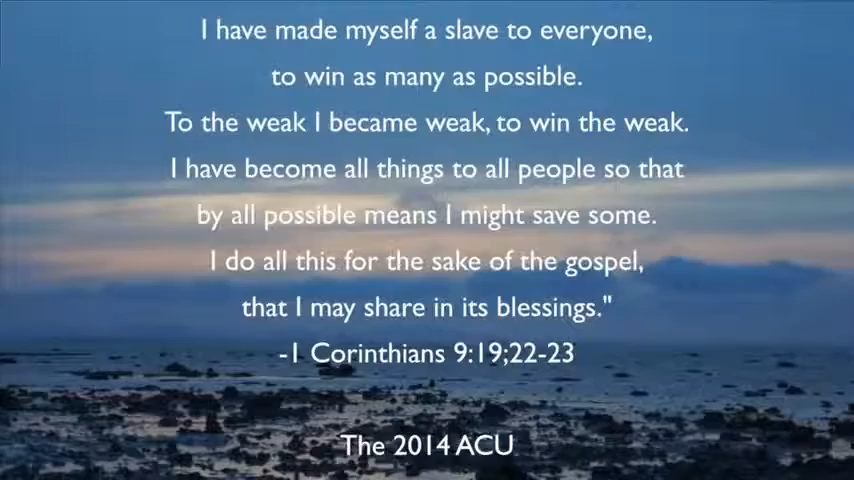 I have made myself a slave to everyone,
to win as many as possible.
To the weak I became weak, to win the weak.
I have become all things to all people so that
by all possible means I might save some.
I do all this for the sake of the gospel,
that I may share in its blessings."
-1 Corinthians 9:19;22-23
The 2014 ACU